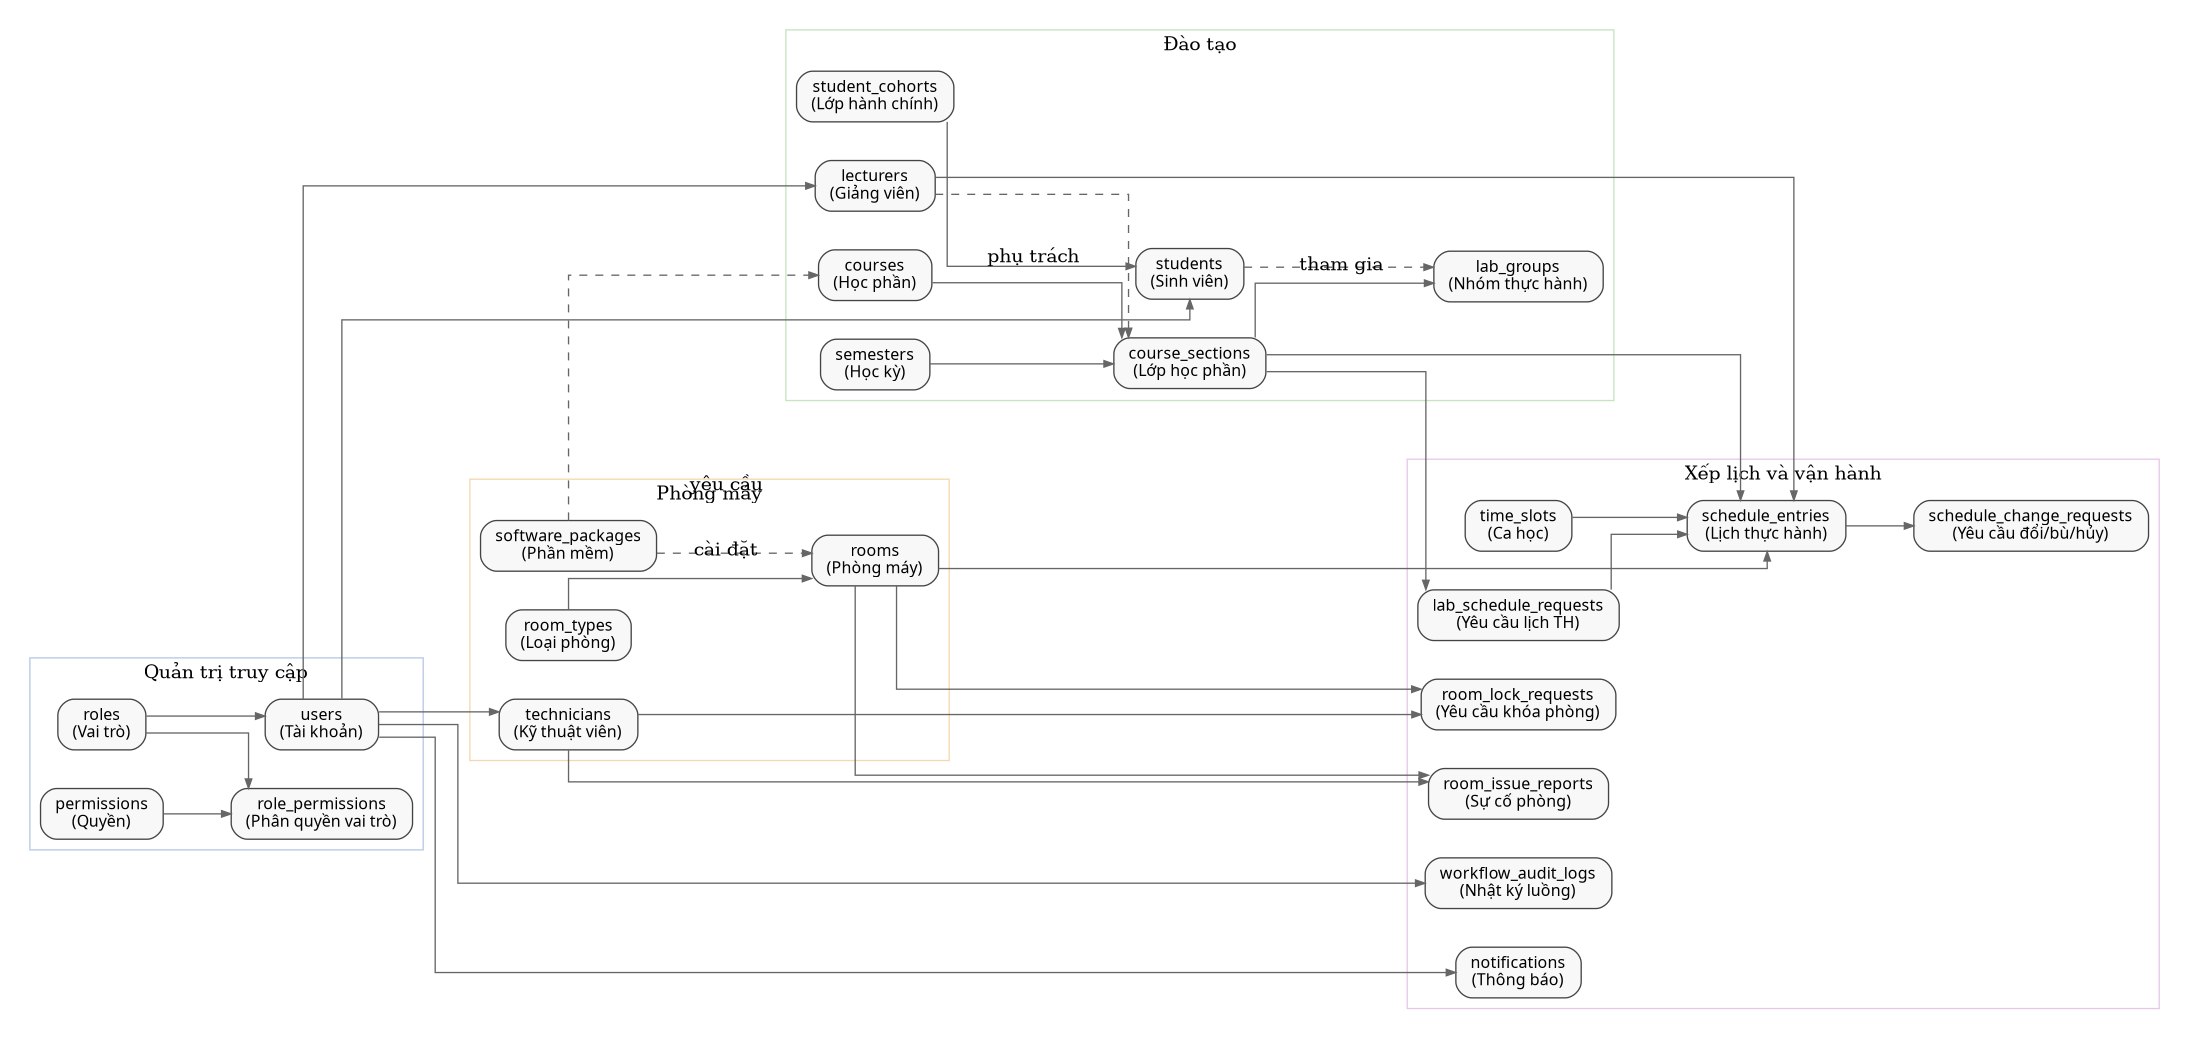 Đào tạo
student_cohorts
(Lớp hành chính)
lecturers
(Giảng viên)
courses
(Học phần)
semesters
(Học kỳ)
phụ trách
students
(Sinh viên)
course_sections
(Lớp học phần)
tham gia
lab_groups
(Nhóm thực hành)
yêu cầu
Phòng máy
software_packages
(Phần mềm)
cài đặt
rooms
(Phòng máy)
room_types
(Loại phòng)
technicians
(Kỹ thuật viên)
Quản trị truy cập
roles
(Vai trò)
users
(Tài khoản)
permissions
(Quyền)
role_permissions
(Phân quyền vai trò)
Xếp lịch và vận hành
time_slots
(Ca học)
schedule_entries
(Lịch thực hành)
schedule_change_requests
(Yêu cầu đổi/bù/hủy)
lab_schedule_requests
(Yêu cầu lịch TH)
room_lock_requests
(Yêu cầu khóa phòng)
room_issue_reports
(Sự cố phòng)
workflow_audit_logs
(Nhật ký luồng)
notifications
(Thông báo)